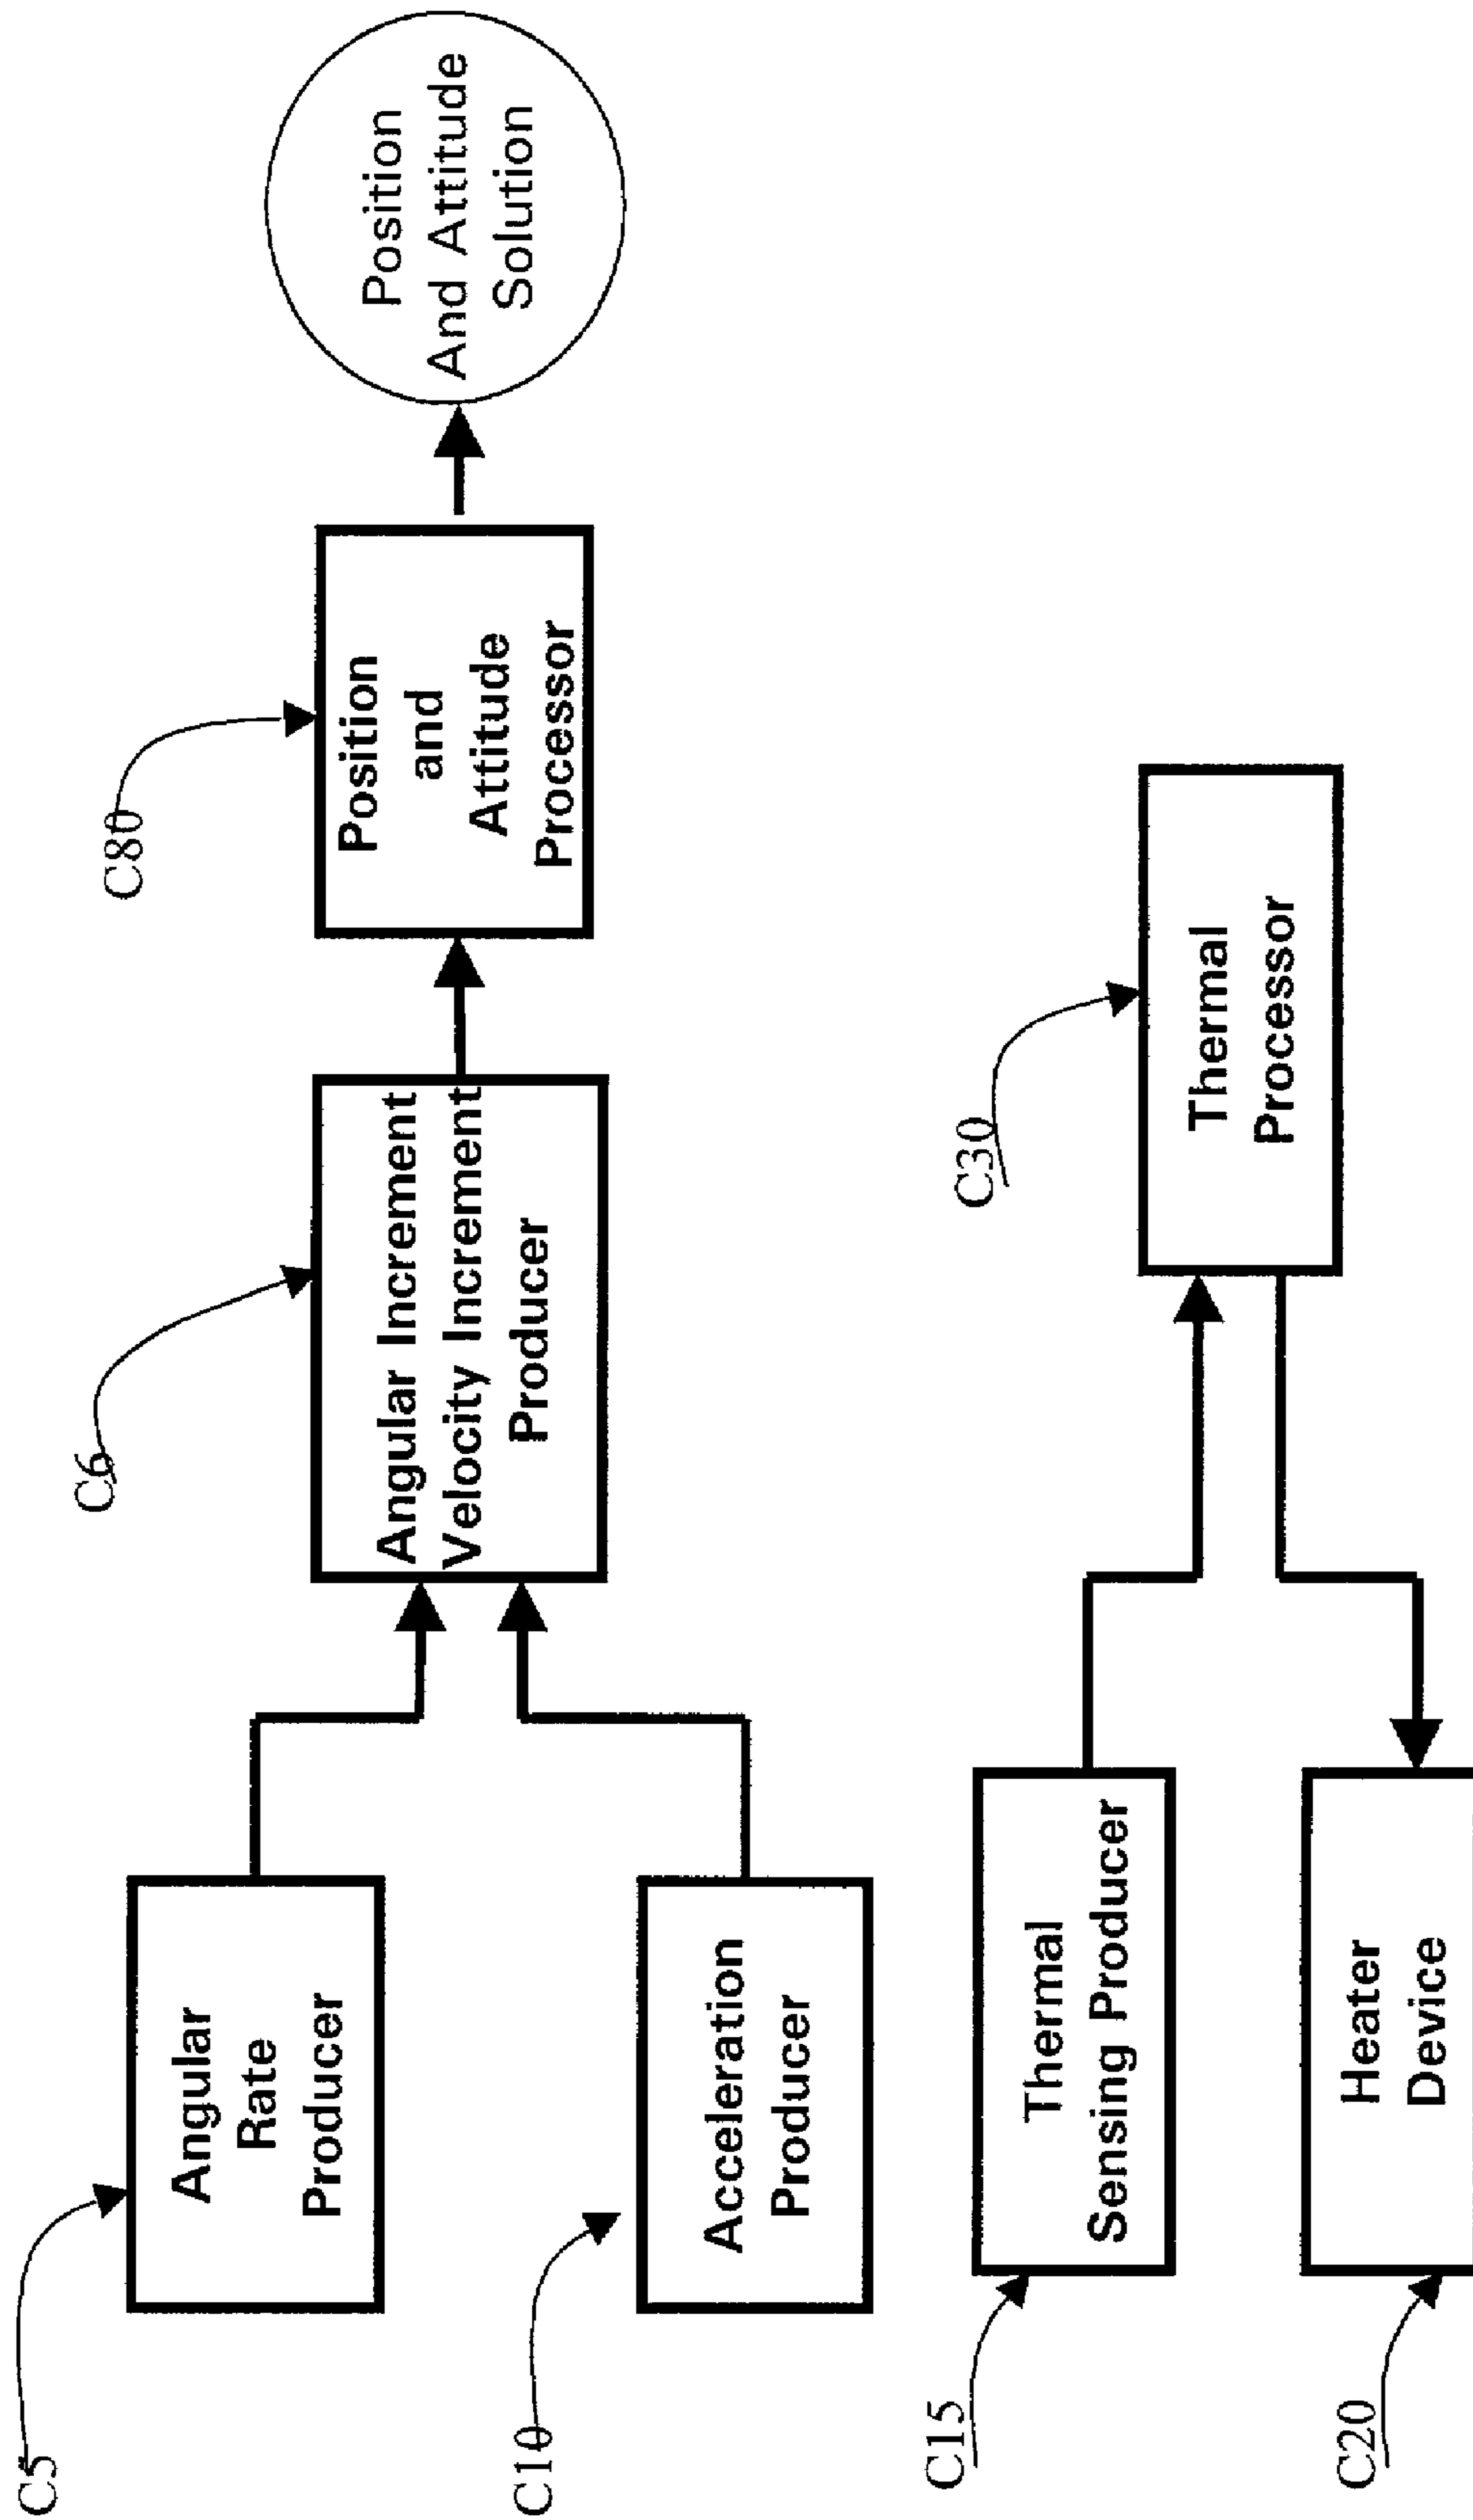 C5
Angular
Rate
Producer
C10
Acceleration
Producer
C6
Angular Increment
Velocity Increment
Producer
C80
Position
and
Attitude
Processor
Position
And Attitude
Solution
C15
Thermal
Sensing Producer
C20
Heater
Device
C30
Thermal
Processor